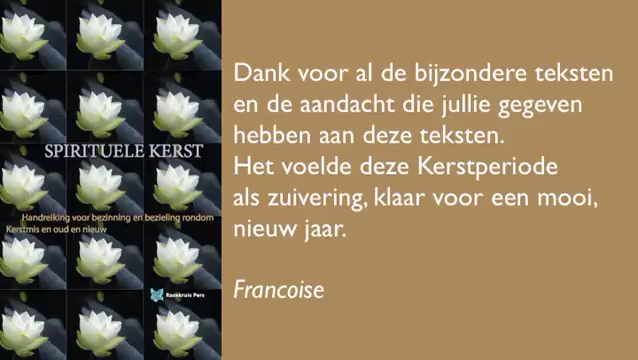 SPIRITUELE KERST
Handreiking voor bezinning en bezieling rondom
Kerstmis en oud en nieuw
Rozekruis Pers
Dank voor al de bijzondere teksten
en de aandacht die jullie gegeven
hebben aan deze teksten.
Het voelde deze Kerstperiode
als zuivering, klaar voor een mooi,
nieuw jaar.
Francoise